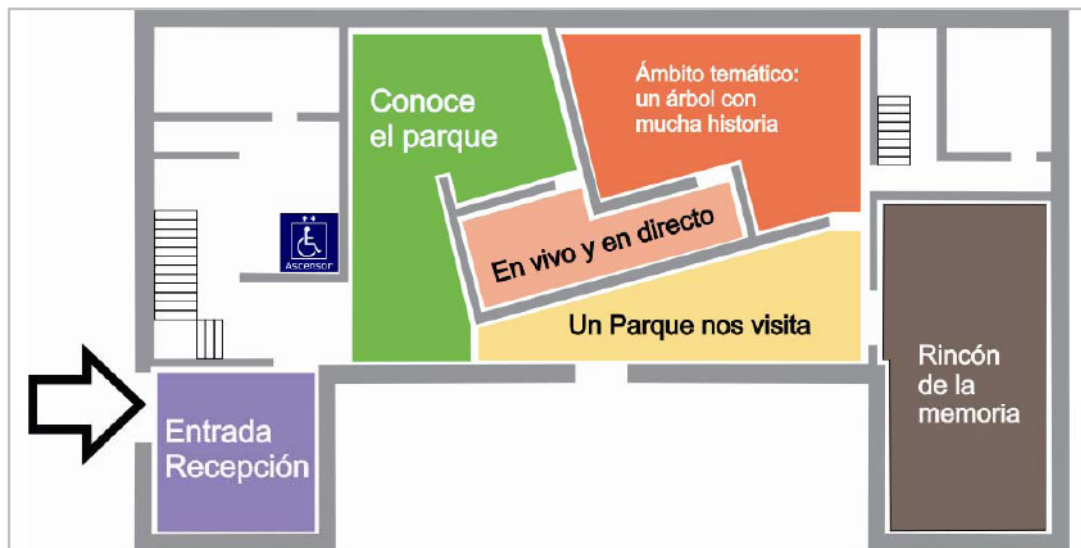 Conoce
el parque
Ámbito temático:
un árbol con
mucha historia
Ascensor
En vivo y en directo
Un Parque nos visita
Rincón
de la
memoria
Entrada
Recepción